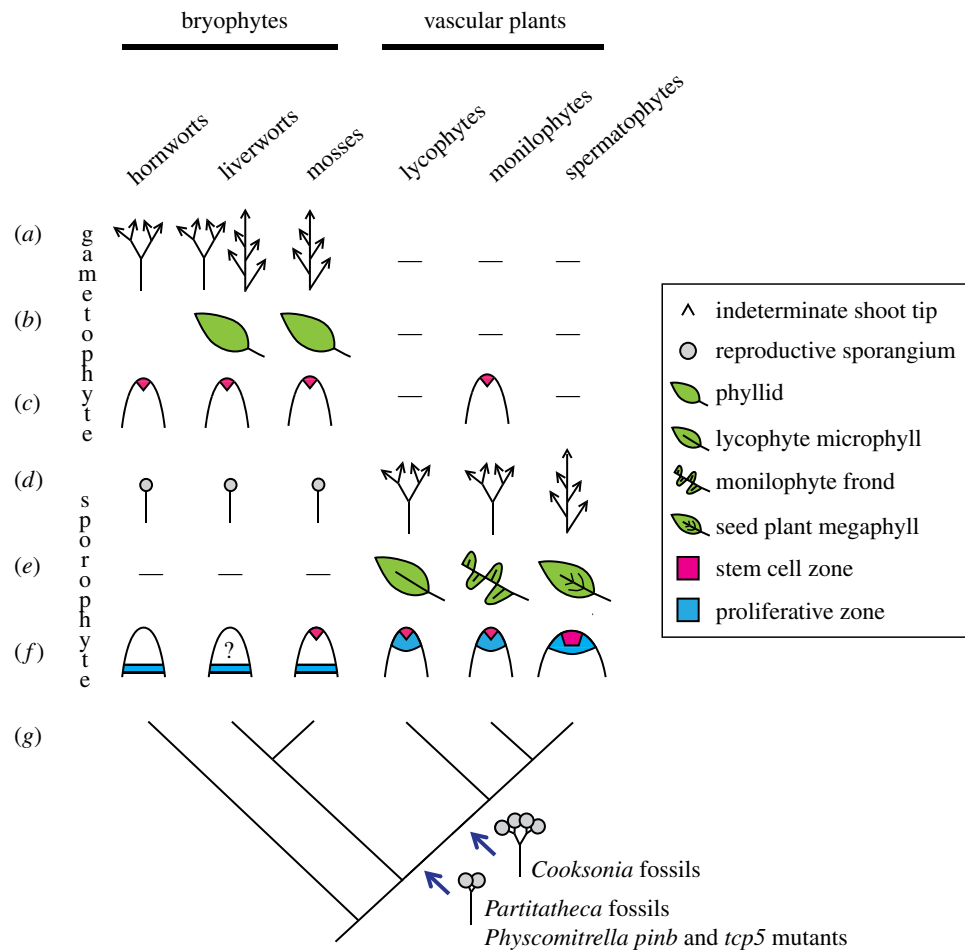 bryophytes
vascular plants
hornworts
liverworts
mosses
lycophytes
monilophytes
spermatophytes
gametophyte
(a)
(b)
(c)
sporophyte
(d)
(e)
(f)
?
(g)
indeterminate shoot tip
reproductive sporangium
phyllid
lycophyte microphyll
monilophyte frond
seed plant megaphyll
stem cell zone
proliferative zone
Cooksonia fossils
Partitatheca fossils
Physcomitrella pinb and tcp5 mutants